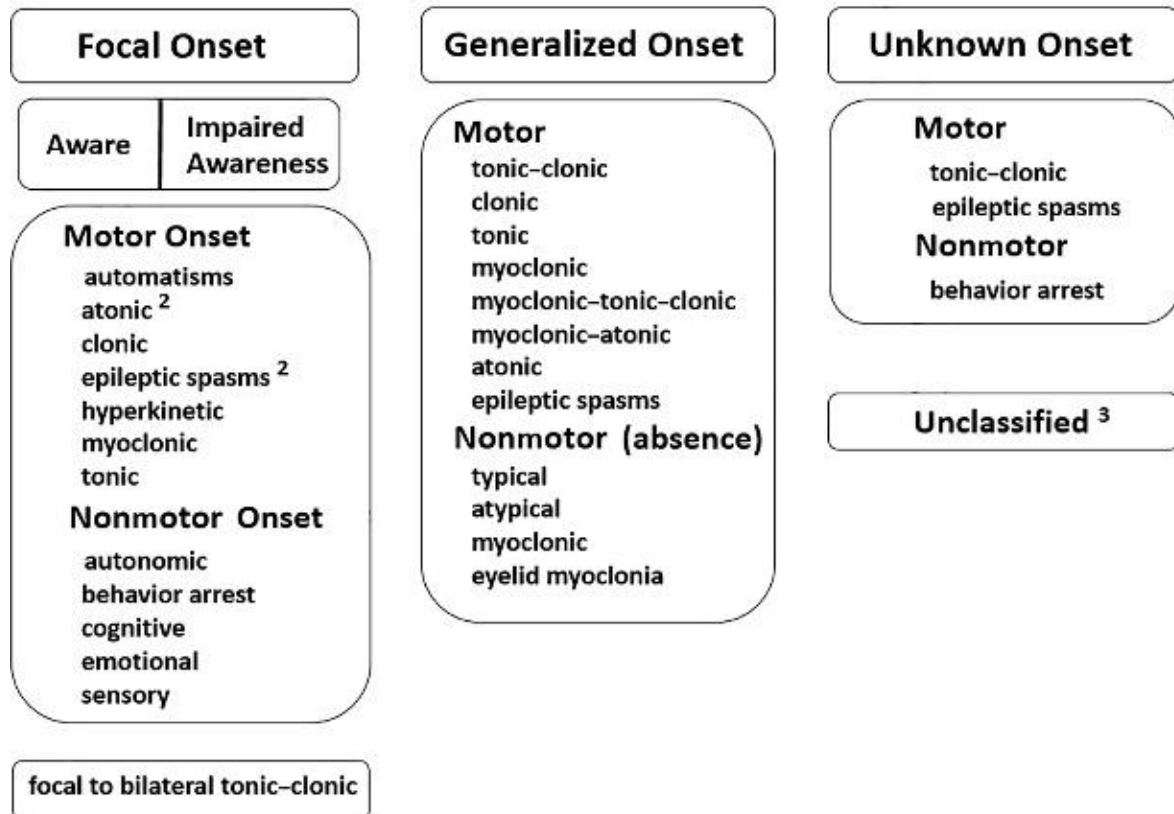 Focal Onset
Aware
Impaired
Awareness
Motor Onset
automatisms
atonic 2
clonic
epileptic spasms 2
hyperkinetic
myoclonic
tonic
Nonmotor Onset
autonomic
behavior arrest
cognitive
emotional
sensory
focal to bilateral tonic–clonic
Generalized Onset
Motor
tonic–clonic
clonic
tonic
myoclonic
myoclonic–tonic–clonic
myoclonic–atonic
atonic
epileptic spasms
Nonmotor (absence)
typical
atypical
myoclonic
eyelid myoclonia
Unknown Onset
Motor
tonic–clonic
epileptic spasms
Nonmotor
behavior arrest
Unclassified 3